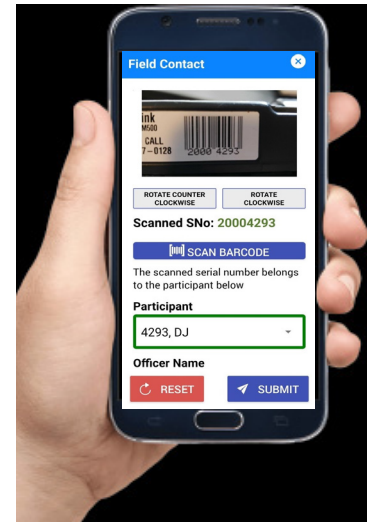 Field Contact
ink
M500
CALL
7-0128
2000 4293
ROTATE COUNTER CLOCKWISE
ROTATE CLOCKWISE
Scanned SNo: 20004293
SCAN BARCODE
The scanned serial number belongs
to the participant below
Participant
4293, DJ
Officer Name
RESET
SUBMIT